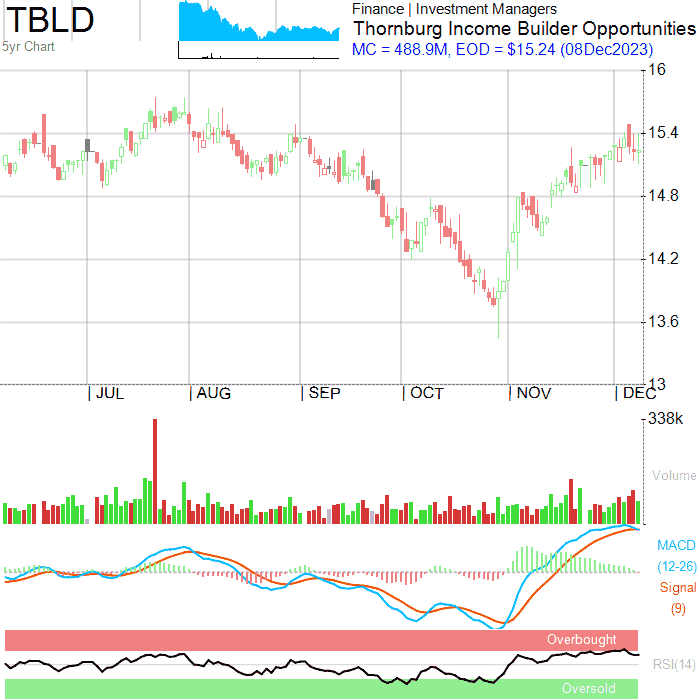 TBLD
5yr Chart
Finance | Investment Managers
Thornburg Income Builder Opportunities
MC = 488.9M, EOD = $15.24 (08Dec2023)
16
15.4
14.8
14.2
13.6
13
JUL AUG SEP OCT NOV DEC
338k
Volume
MACD
(12-26)
Signal
(9)
Overbought
RSI(14)
Oversold